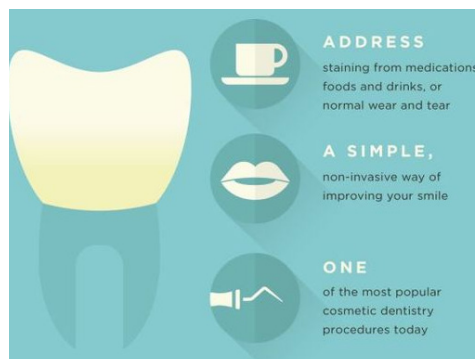 ADDRESS
staining from medications,
foods and drinks, or
normal wear and tear
A SIMPLE,
non-invasive way of
improving your smile
ONE
of the most popular
cosmetic dentistry
procedures today